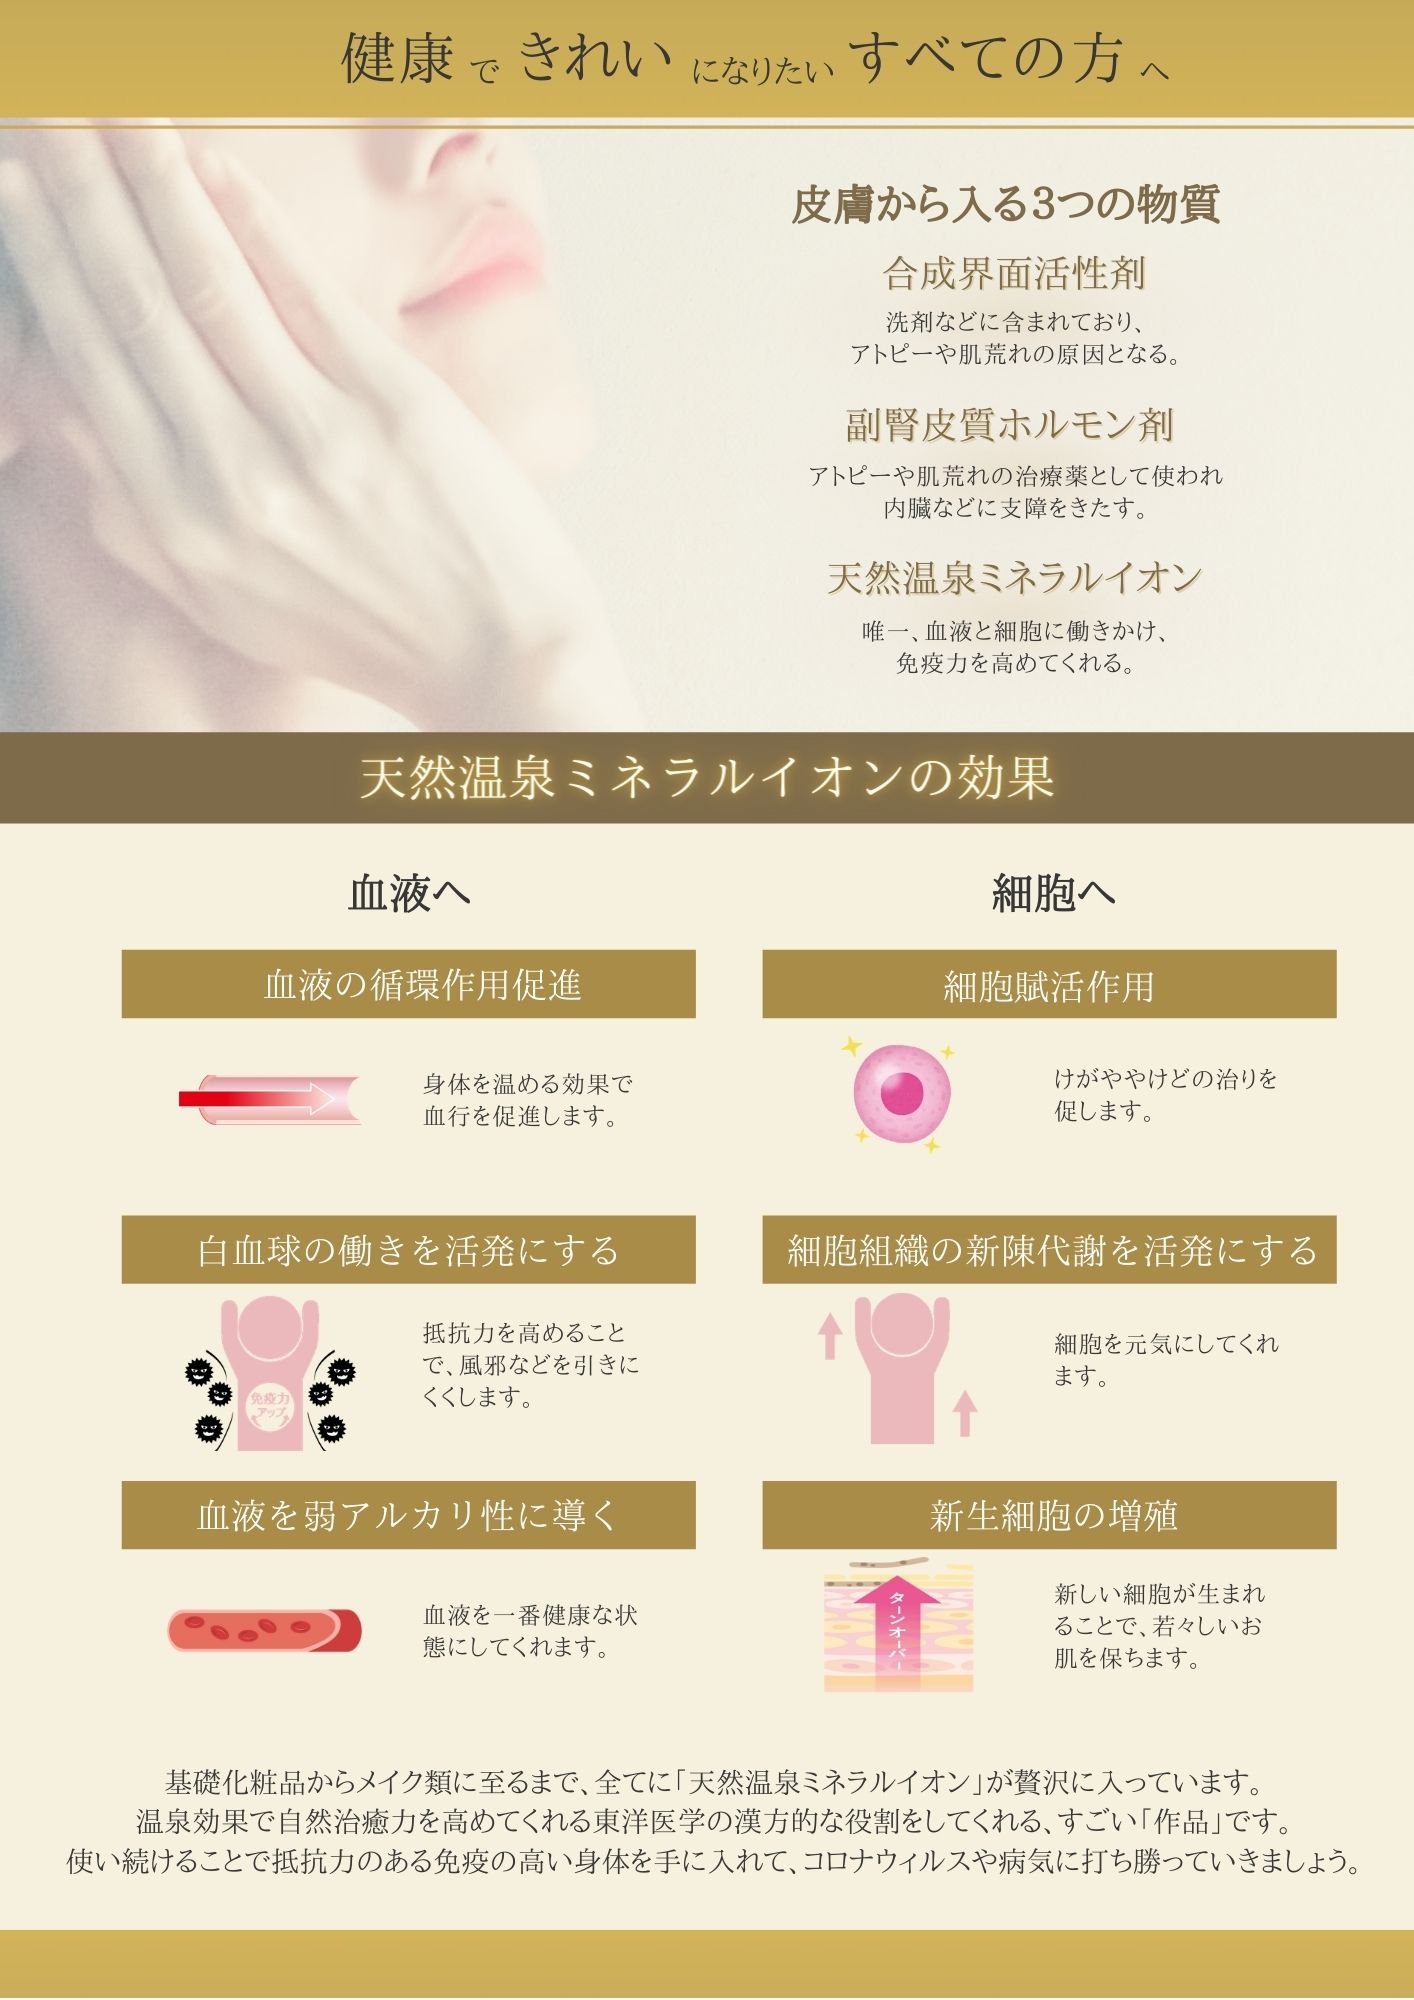 健康できれいになりたいすべての方へ
皮膚から入る3つの物質
合成界面活性剤
洗剤などに含まれており、
アトピーや肌荒れの原因となる。
副腎皮質ホルモン剤
アトピーや肌荒れの治療薬として使われ
内臓などに支障をきたす。
天然温泉ミネラルイオン
唯一、血液と細胞に働きかけ、
免疫力を高めてくれる。
天然温泉ミネラルイオンの効果
血液へ
血液の循環作用促進
身体を温める効果で
血行を促進します。
白血球の働きを活発にする
免疫力
アップ
抵抗力を高めること
で、風邪などを引きに
くくします。
血液を弱アルカリ性に導く
血液を一番健康な状
態にしてくれます。
細胞へ
細胞賦活作用
けがややけどの治りを
促します。
細胞組織の新陳代謝を活発にする
細胞を元気にしてくれ
ます。
新生細胞の増殖
ターンオーバー
新しい細胞が生まれ
ることで、若々しいお
肌を保ちます。
基礎化粧品からメイク類に至るまで、全てに「天然温泉ミネラルイオン」が贅沢に入っています。
温泉効果で自然治癒力を高めてくれる東洋医学の漢方的な役割をしてくれる、すごい「作品」です。
使い続けることで抵抗力のある免疫の高い身体を手に入れて、コロナウィルスや病気に打ち勝っていきましょう。